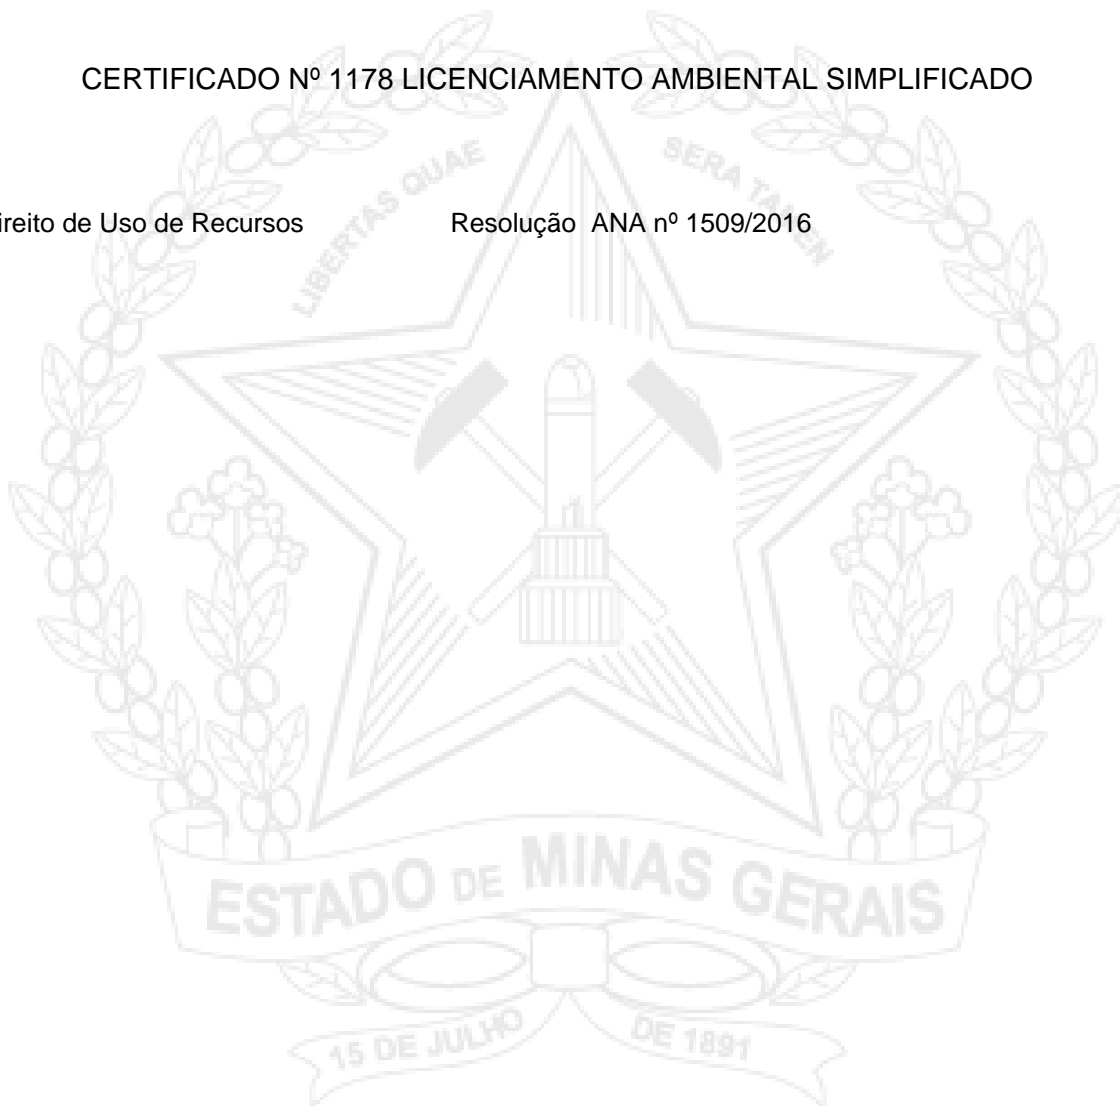 CERTIFICADO Nº 1178 LICENCIAMENTO AMBIENTAL SIMPLIFICADO
LIBERTAS QUAE SERA TAMEN
ireito de Uso de Recursos Resolução ANA nº 1509/2016
ESTADO DE MINAS GERAIS
15 DE JULHO DE 1891